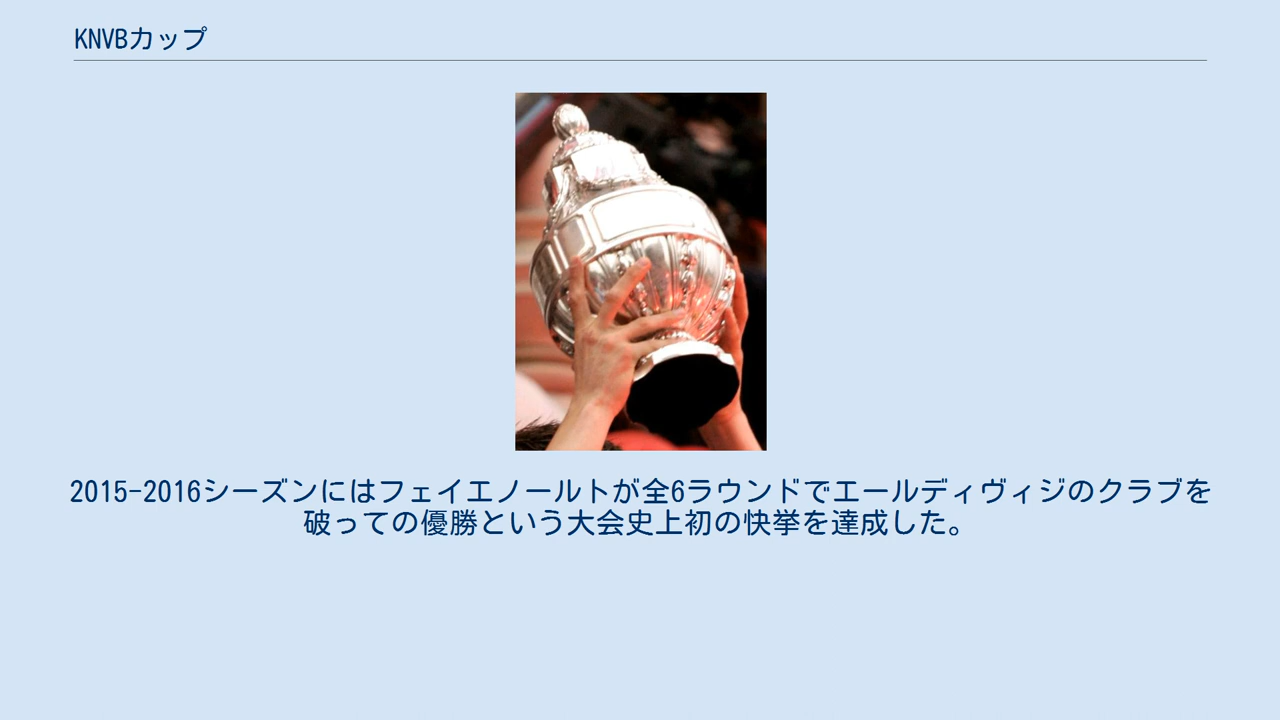 KNVBカップ
2015-2016シーズンにはフェイエノールトが全6ラウンドでエールディヴィジのクラブを
破っての優勝という大会史上初の快挙を達成した。